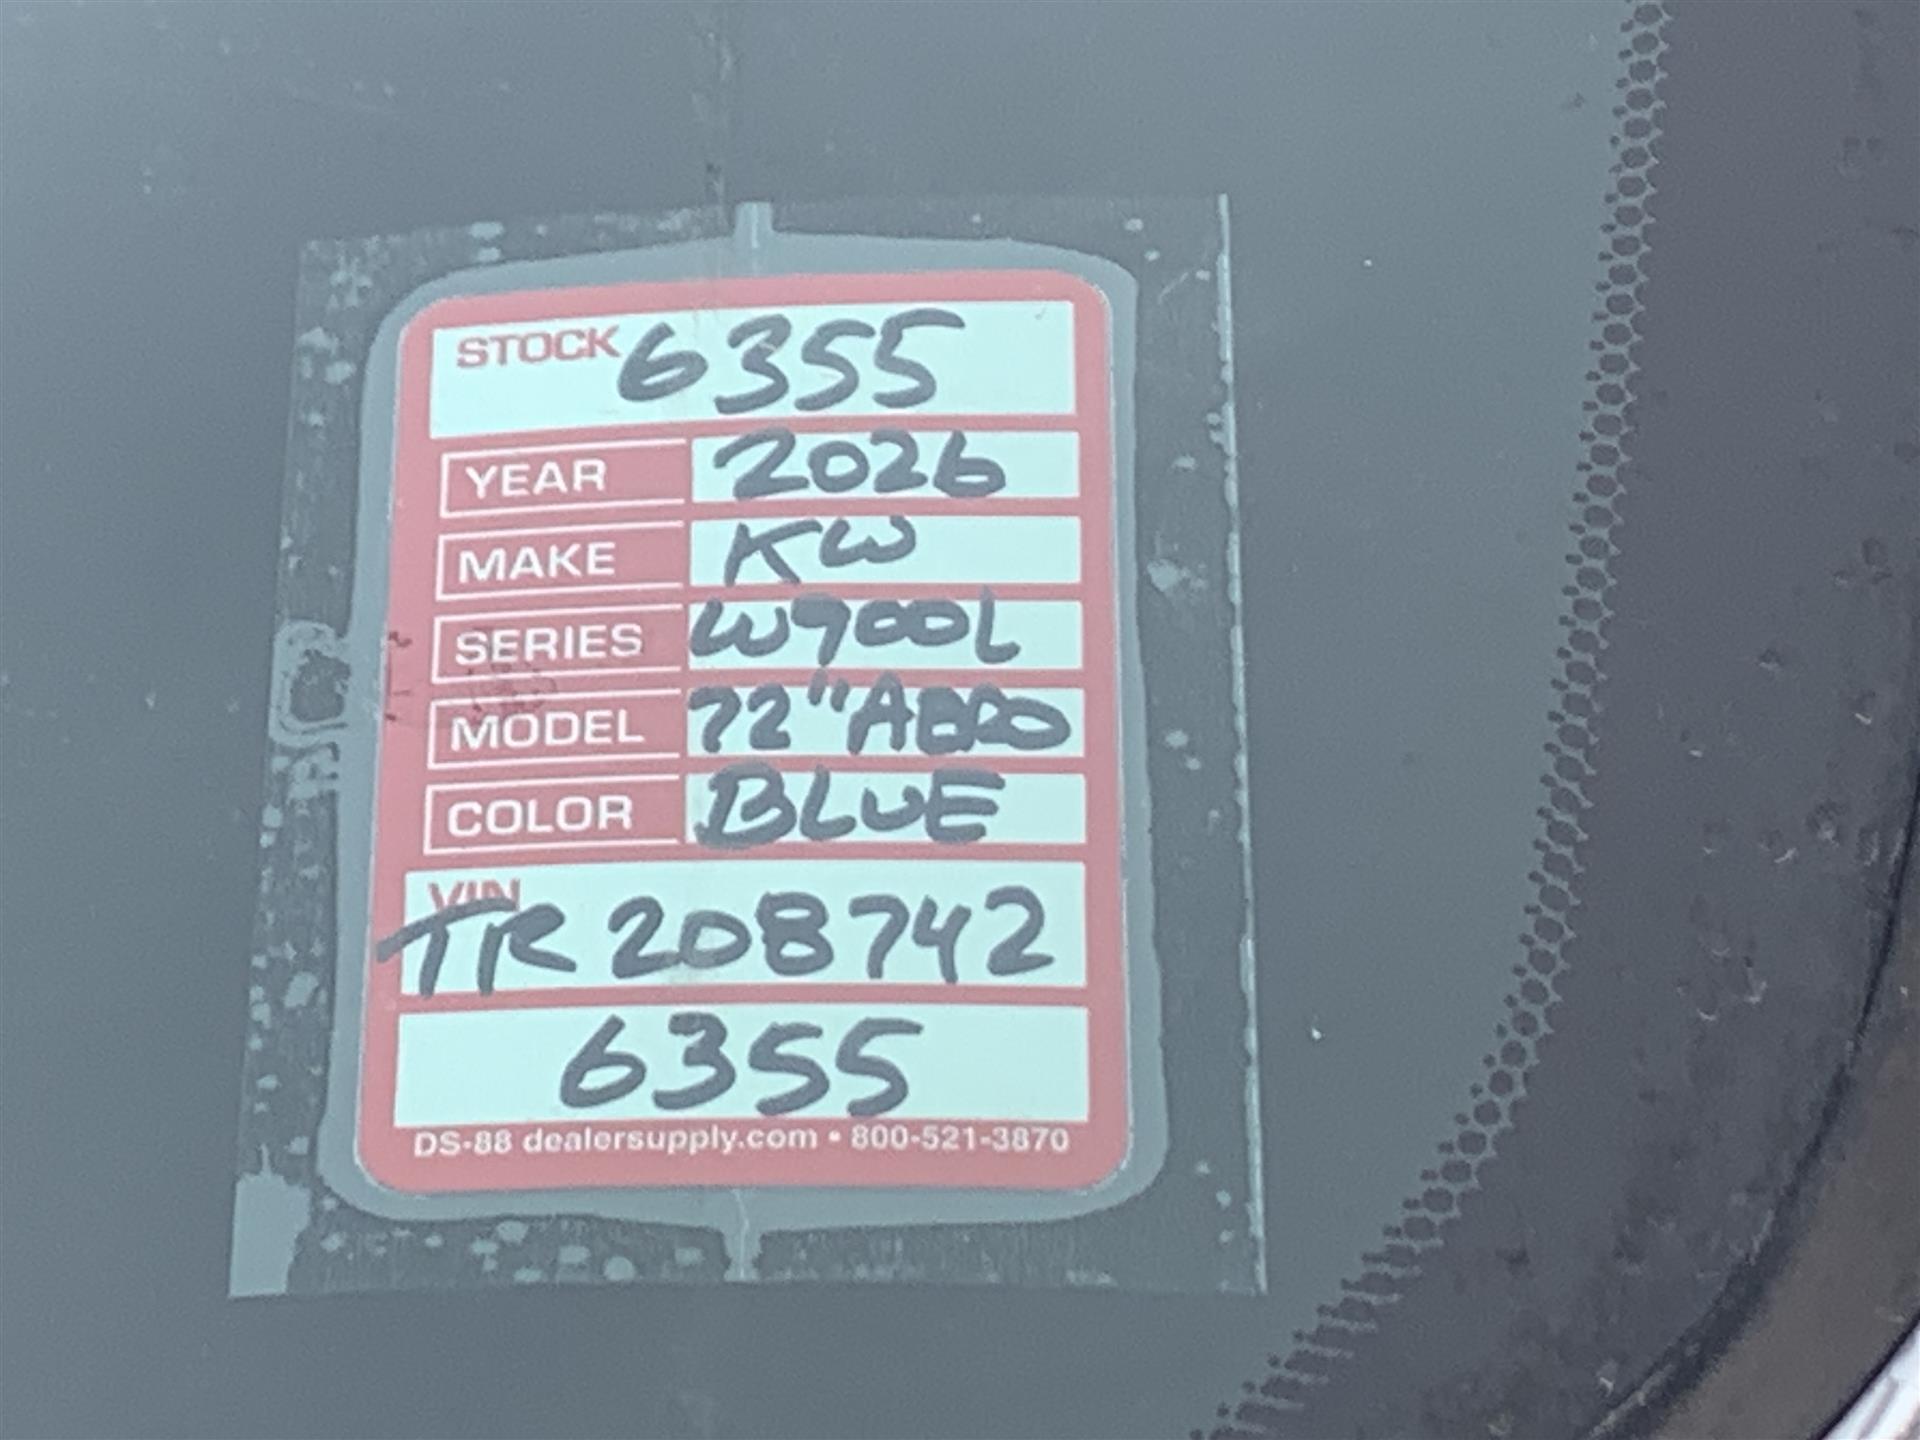 STOCK 6355
YEAR 2026
MAKE KW
SERIES W900L
MODEL 72" AERO
COLOR BLUE
VIN
TR208742
6355
DS-88 dealersupply.com • 800-521-3870